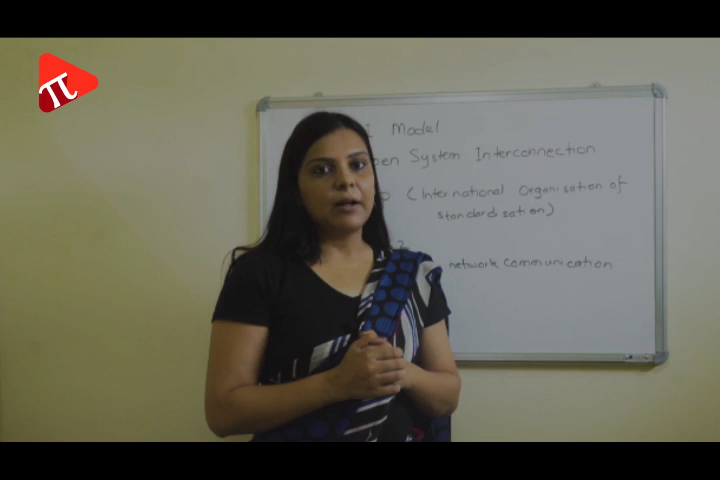 π
Model
System Interconnection
(International Organisation of
standardisation)
network communication